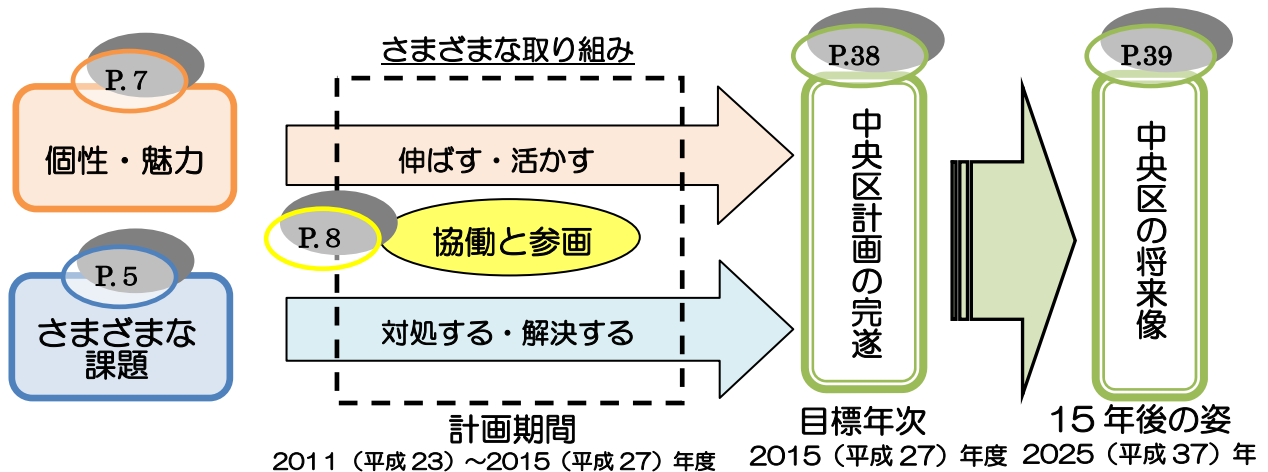 P.7
個性・魅力
P.5
さまざまな
課題
さまざまな取り組み
伸ばす・活かす
P.8
協働と参画
対処する・解決する
計画期間
2011（平成23）～2015（平成27）年度
P.38
中央区計画の完遂
目標年次
2015（平成27）年度
P.39
中央区の将来像
15年後の姿
2025（平成37）年